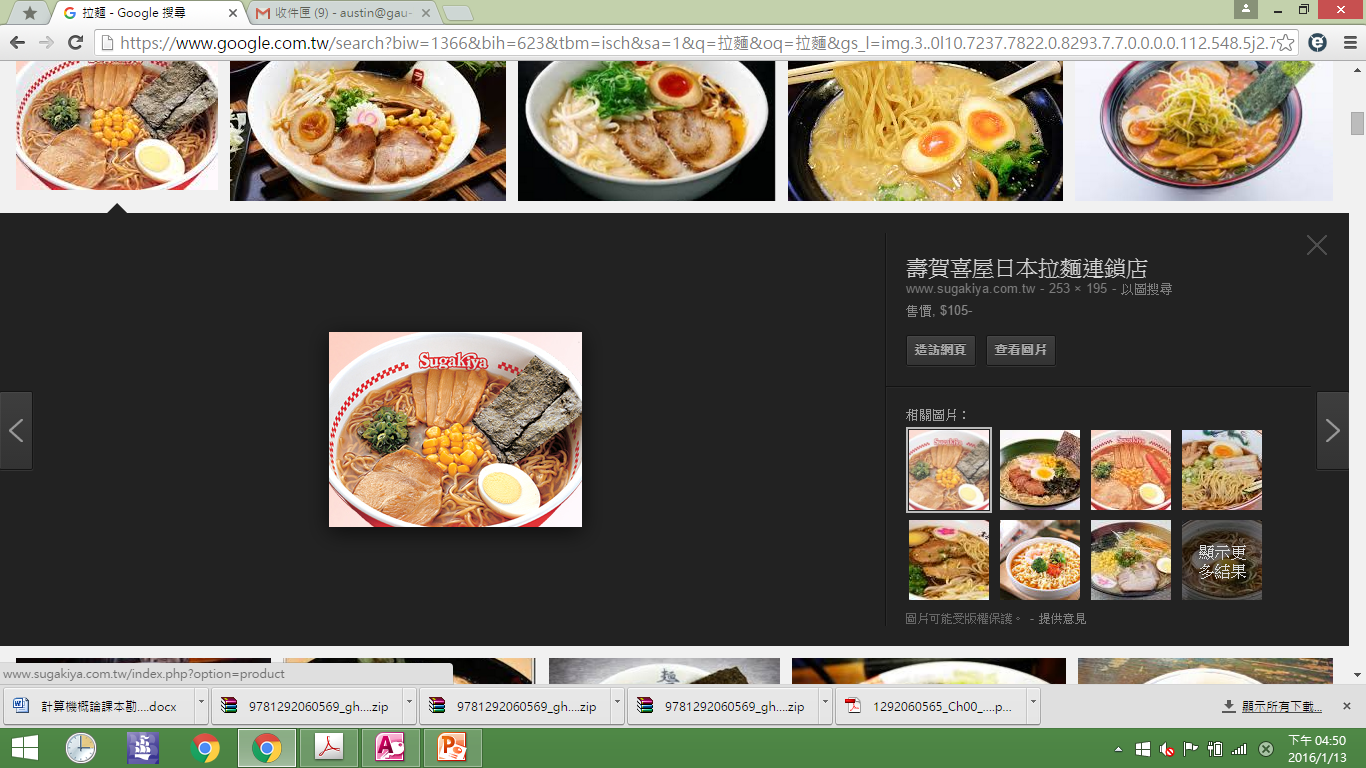 拉麵 - Google 搜尋
收件匣 (9) - austin@gau-
https://www.google.com.tw/search?biw=1366&bih=623&tbm=isch&sa=1&q=拉麵&oq=拉麵&gs_l=img.3..0l10.7237.7822.0.8293.7.7.0.0.0.0.112.548.5j2.7
壽賀喜屋日本拉麵連鎖店
www.sugakiya.com.tw - 253 × 195 - 以圖搜尋
售價, $105-
造訪網頁
查看圖片
Sugakiya
相關圖片：
Sugakiya
Sugakiya
顯示更
多結果
圖片可能受版權保護。 - 提供意見
麺
www.sugakiya.com.tw/index.php?option=product
計算機概論課本勘....docx
9781292060569_gh....zip
9781292060569_gh....zip
9781292060569_gh....zip
1292060565_Ch00_....p...
顯示所有下載...
下午 04:50
2016/1/13